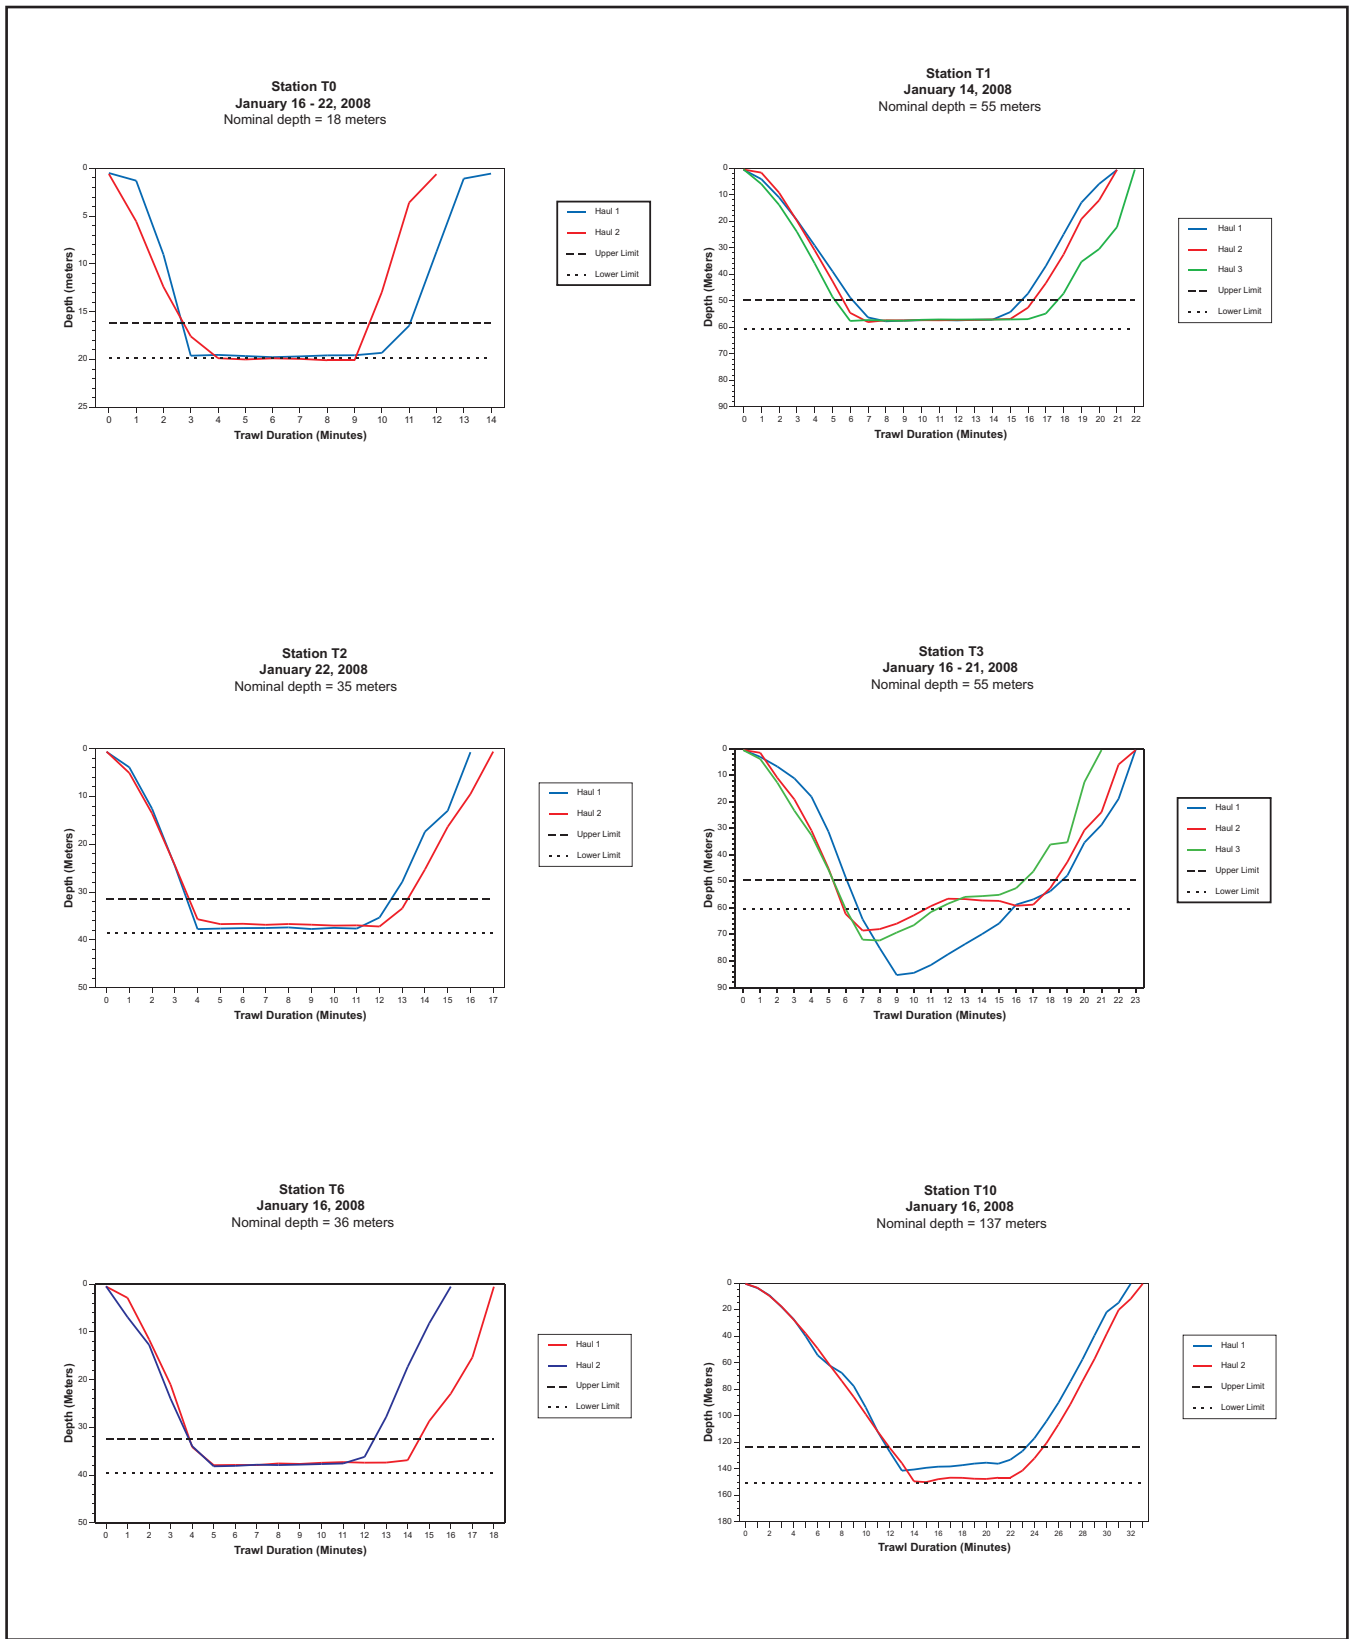 Station T0
January 16 - 22, 2008
Nominal depth = 18 meters
0
5
10
15
20
25
Depth (meters)
0 1 2 3 4 5 6 7 8 9 10 11 12 13 14
Trawl Duration (Minutes)
Haul 1
Haul 2
Upper Limit
Lower Limit
Station T1
January 14, 2008
Nominal depth = 55 meters
0
10
20
30
40
50
60
70
80
90
Depth (Meters)
0 1 2 3 4 5 6 7 8 9 10 11 12 13 14 15 16 17 18 19 20 21 22
Trawl Duration (Minutes)
Haul 1
Haul 2
Haul 3
Upper Limit
Lower Limit
Station T2
January 22, 2008
Nominal depth = 35 meters
0
10
20
30
40
50
Depth (Meters)
0 1 2 3 4 5 6 7 8 9 10 11 12 13 14 15 16 17
Trawl Duration (Minutes)
Haul 1
Haul 2
Upper Limit
Lower Limit
Station T3
January 16 - 21, 2008
Nominal depth = 55 meters
0
10
20
30
40
50
60
70
80
90
Depth (Meters)
0 1 2 3 4 5 6 7 8 9 10 11 12 13 14 15 16 17 18 19 20 21 22 23
Trawl Duration (Minutes)
Haul 1
Haul 2
Haul 3
Upper Limit
Lower Limit
Station T6
January 16, 2008
Nominal depth = 36 meters
0
10
20
30
40
50
Depth (Meters)
0 1 2 3 4 5 6 7 8 9 10 11 12 13 14 15 16 17 18
Trawl Duration (Minutes)
Haul 1
Haul 2
Upper Limit
Lower Limit
Station T10
January 16, 2008
Nominal depth = 137 meters
0
20
40
60
80
100
120
140
160
180
Depth (Meters)
0 2 4 6 8 10 12 14 16 18 20 22 24 26 28 30 32
Trawl Duration (Minutes)
Haul 1
Haul 2
Upper Limit
Lower Limit